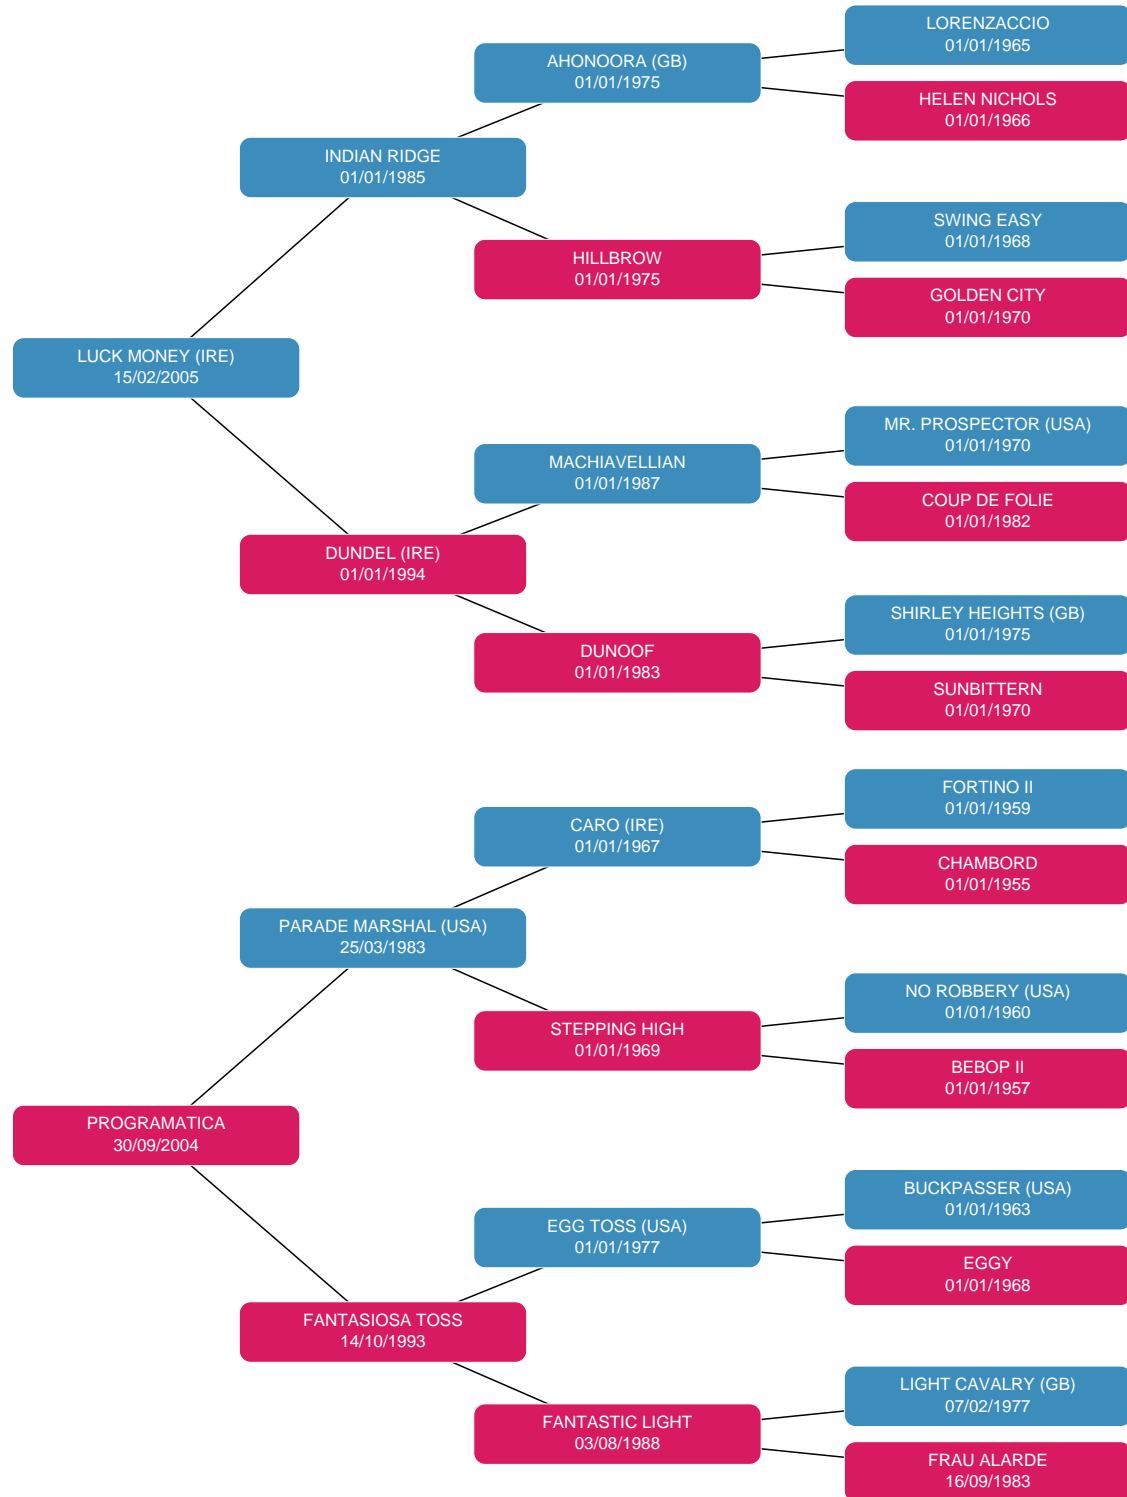 LORENZACCIO
01/01/1965
AHONOORA (GB)
01/01/1975
HELEN NICHOLS
01/01/1966
INDIAN RIDGE
01/01/1985
SWING EASY
01/01/1968
HILLBROW
01/01/1975
GOLDEN CITY
01/01/1970
LUCK MONEY (IRE)
15/02/2005
MR. PROSPECTOR (USA)
01/01/1970
MACHIAVELLIAN
01/01/1987
COUP DE FOLIE
01/01/1982
DUNDEL (IRE)
01/01/1994
SHIRLEY HEIGHTS (GB)
01/01/1975
DUNOOF
01/01/1983
SUNBITTERN
01/01/1970
FORTINO II
01/01/1959
CARO (IRE)
01/01/1967
CHAMBORD
01/01/1955
PARADE MARSHAL (USA)
25/03/1983
NO ROBBERY (USA)
01/01/1960
STEPPING HIGH
01/01/1969
BEBOP II
01/01/1957
PROGRAMATICA
30/09/2004
BUCKPASSER (USA)
01/01/1963
EGG TOSS (USA)
01/01/1977
EGGY
01/01/1968
FANTASIOSA TOSS
14/10/1993
LIGHT CAVALRY (GB)
07/02/1977
FANTASTIC LIGHT
03/08/1988
FRAU ALARDE
16/09/1983